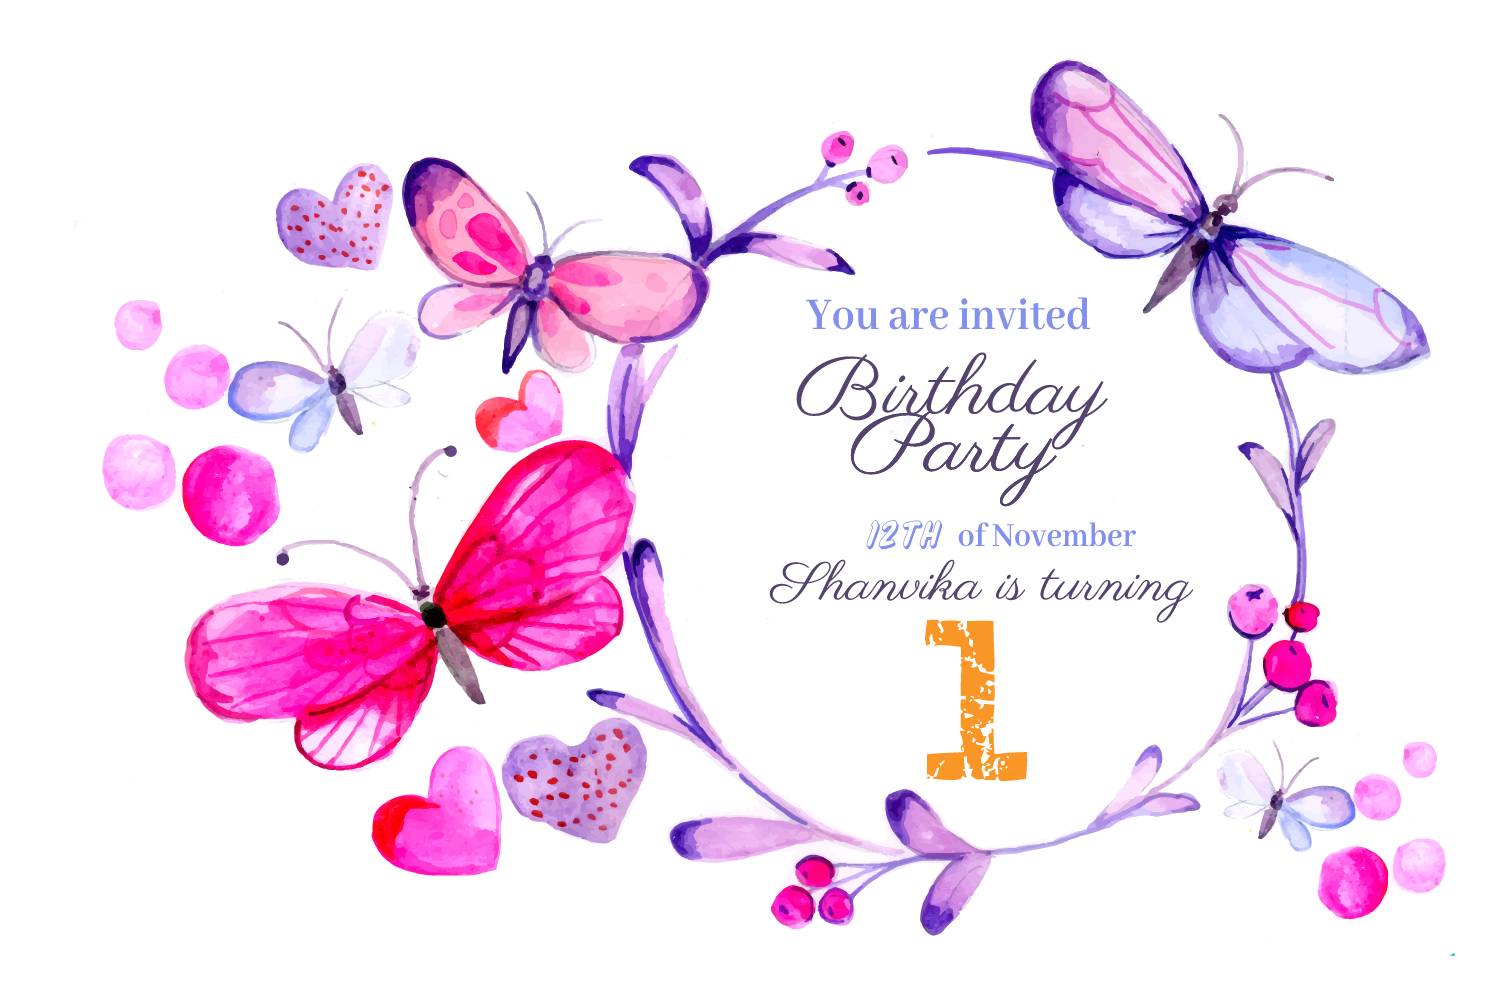 You are invited
Birthday
Party
12TH of November
Shanvika is turning
1